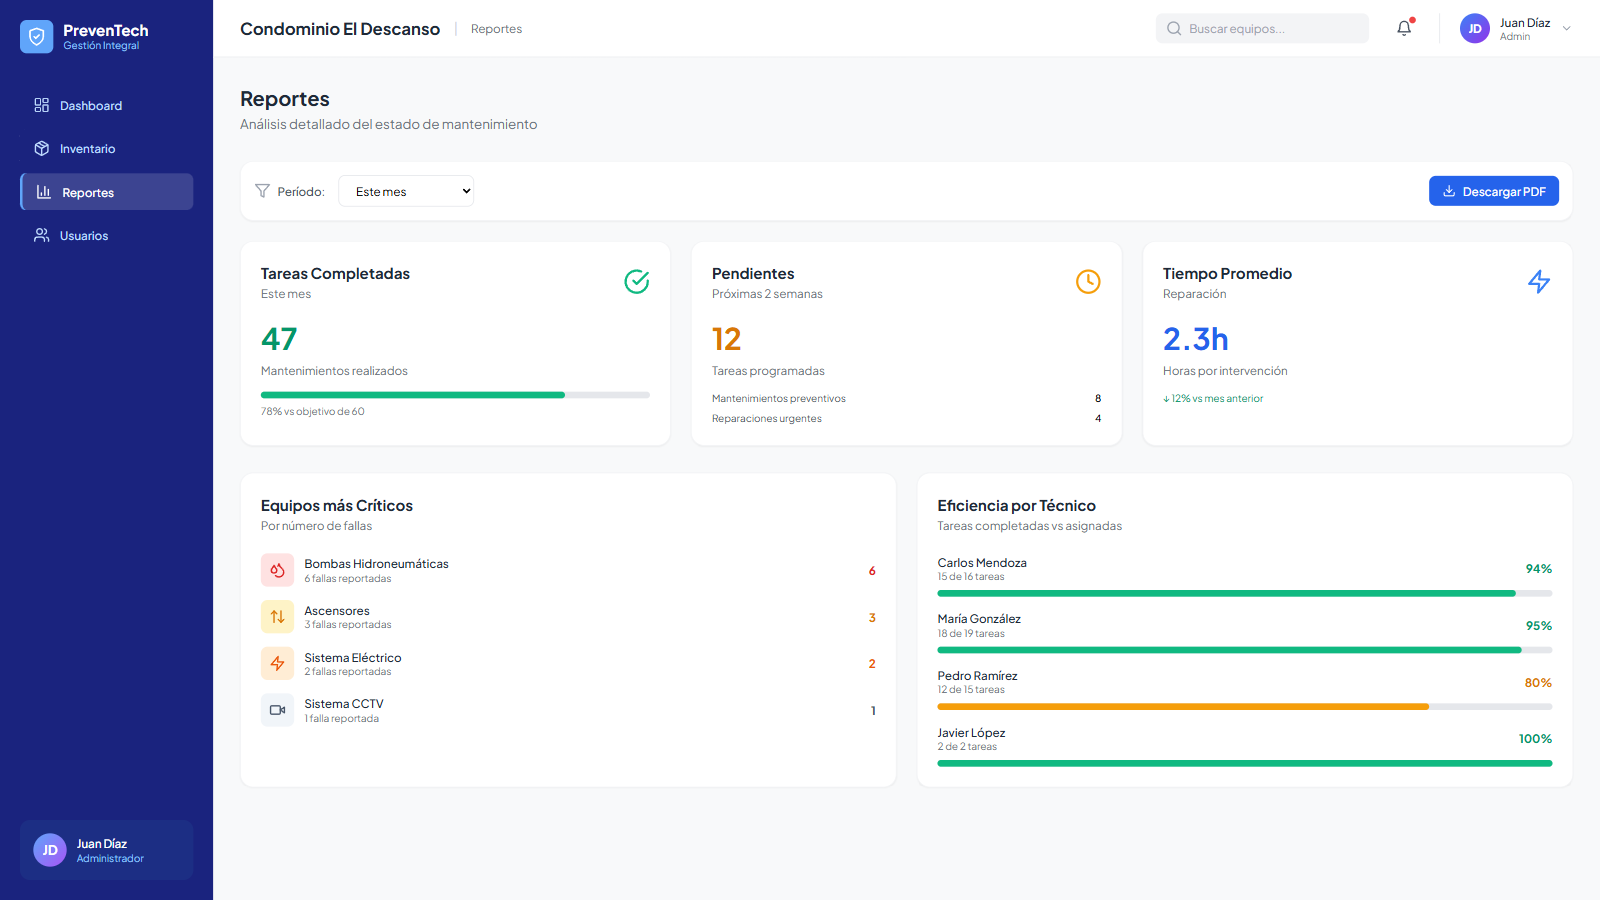 PrevenTech
Gestión Integral
Dashboard
Inventario
Reportes
Usuarios
JD
Juan Díaz
Administrador
Condominio El Descanso
Reportes
Buscar equipos...
JD
Juan Díaz
Admin
Reportes
Análisis detallado del estado de mantenimiento
Período:
Este mes
Descargar PDF
Tareas Completadas
Este mes
47
Mantenimientos realizados
78% vs objetivo de 60
Pendientes
Próximas 2 semanas
12
Tareas programadas
Mantenimientos preventivos 8
Reparaciones urgentes 4
Tiempo Promedio
Reparación
2.3h
Horas por intervención
↓ 12% vs mes anterior
Equipos más Críticos
Por número de fallas
Bombas Hidroneumáticas
6 fallas reportadas
6
Ascensores
3 fallas reportadas
3
Sistema Eléctrico
2 fallas reportadas
2
Sistema CCTV
1 falla reportada
1
Eficiencia por Técnico
Tareas completadas vs asignadas
Carlos Mendoza
15 de 16 tareas
94%
María González
18 de 19 tareas
95%
Pedro Ramírez
12 de 15 tareas
80%
Javier López
2 de 2 tareas
100%